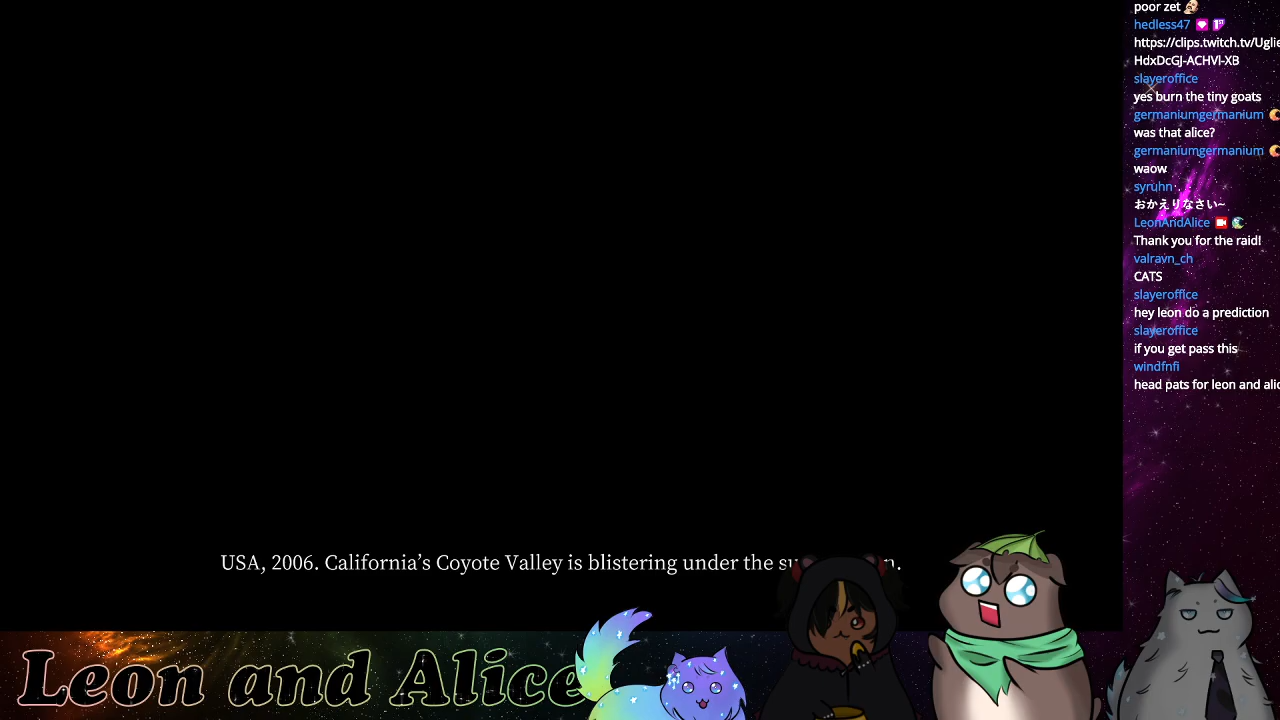 poor zet
hedless47
https://clips.twitch.tv/Uglie
HdxDcGJ-ACHVl-XB
slayeroffice
yes burn the tiny goats
germaniumgermanium
was that alice?
germaniumgermanium
waow
syruhn
おかえりなさい~
LeonAndAlice
Thank you for the raid!
valravn_ch
CATS
slayeroffice
hey leon do a prediction
slayeroffice
if you get pass this
windfnfi
head pats for leon and alic
USA, 2006. California's Coyote Valley is blistering under the su n.
Leon and Alice